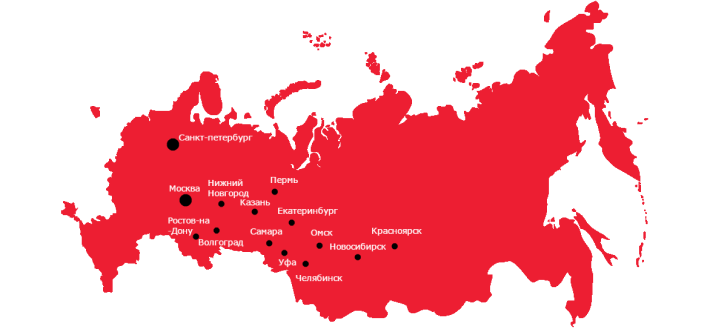 Санкт-петербург
Пермь
Нижний
Новгород
Москва
Казань
Екатеринбург
Ростов-на
-Дону
Волгоград
Самара
Омск
Красноярск
Новосибирск
Уфа
Челябинск